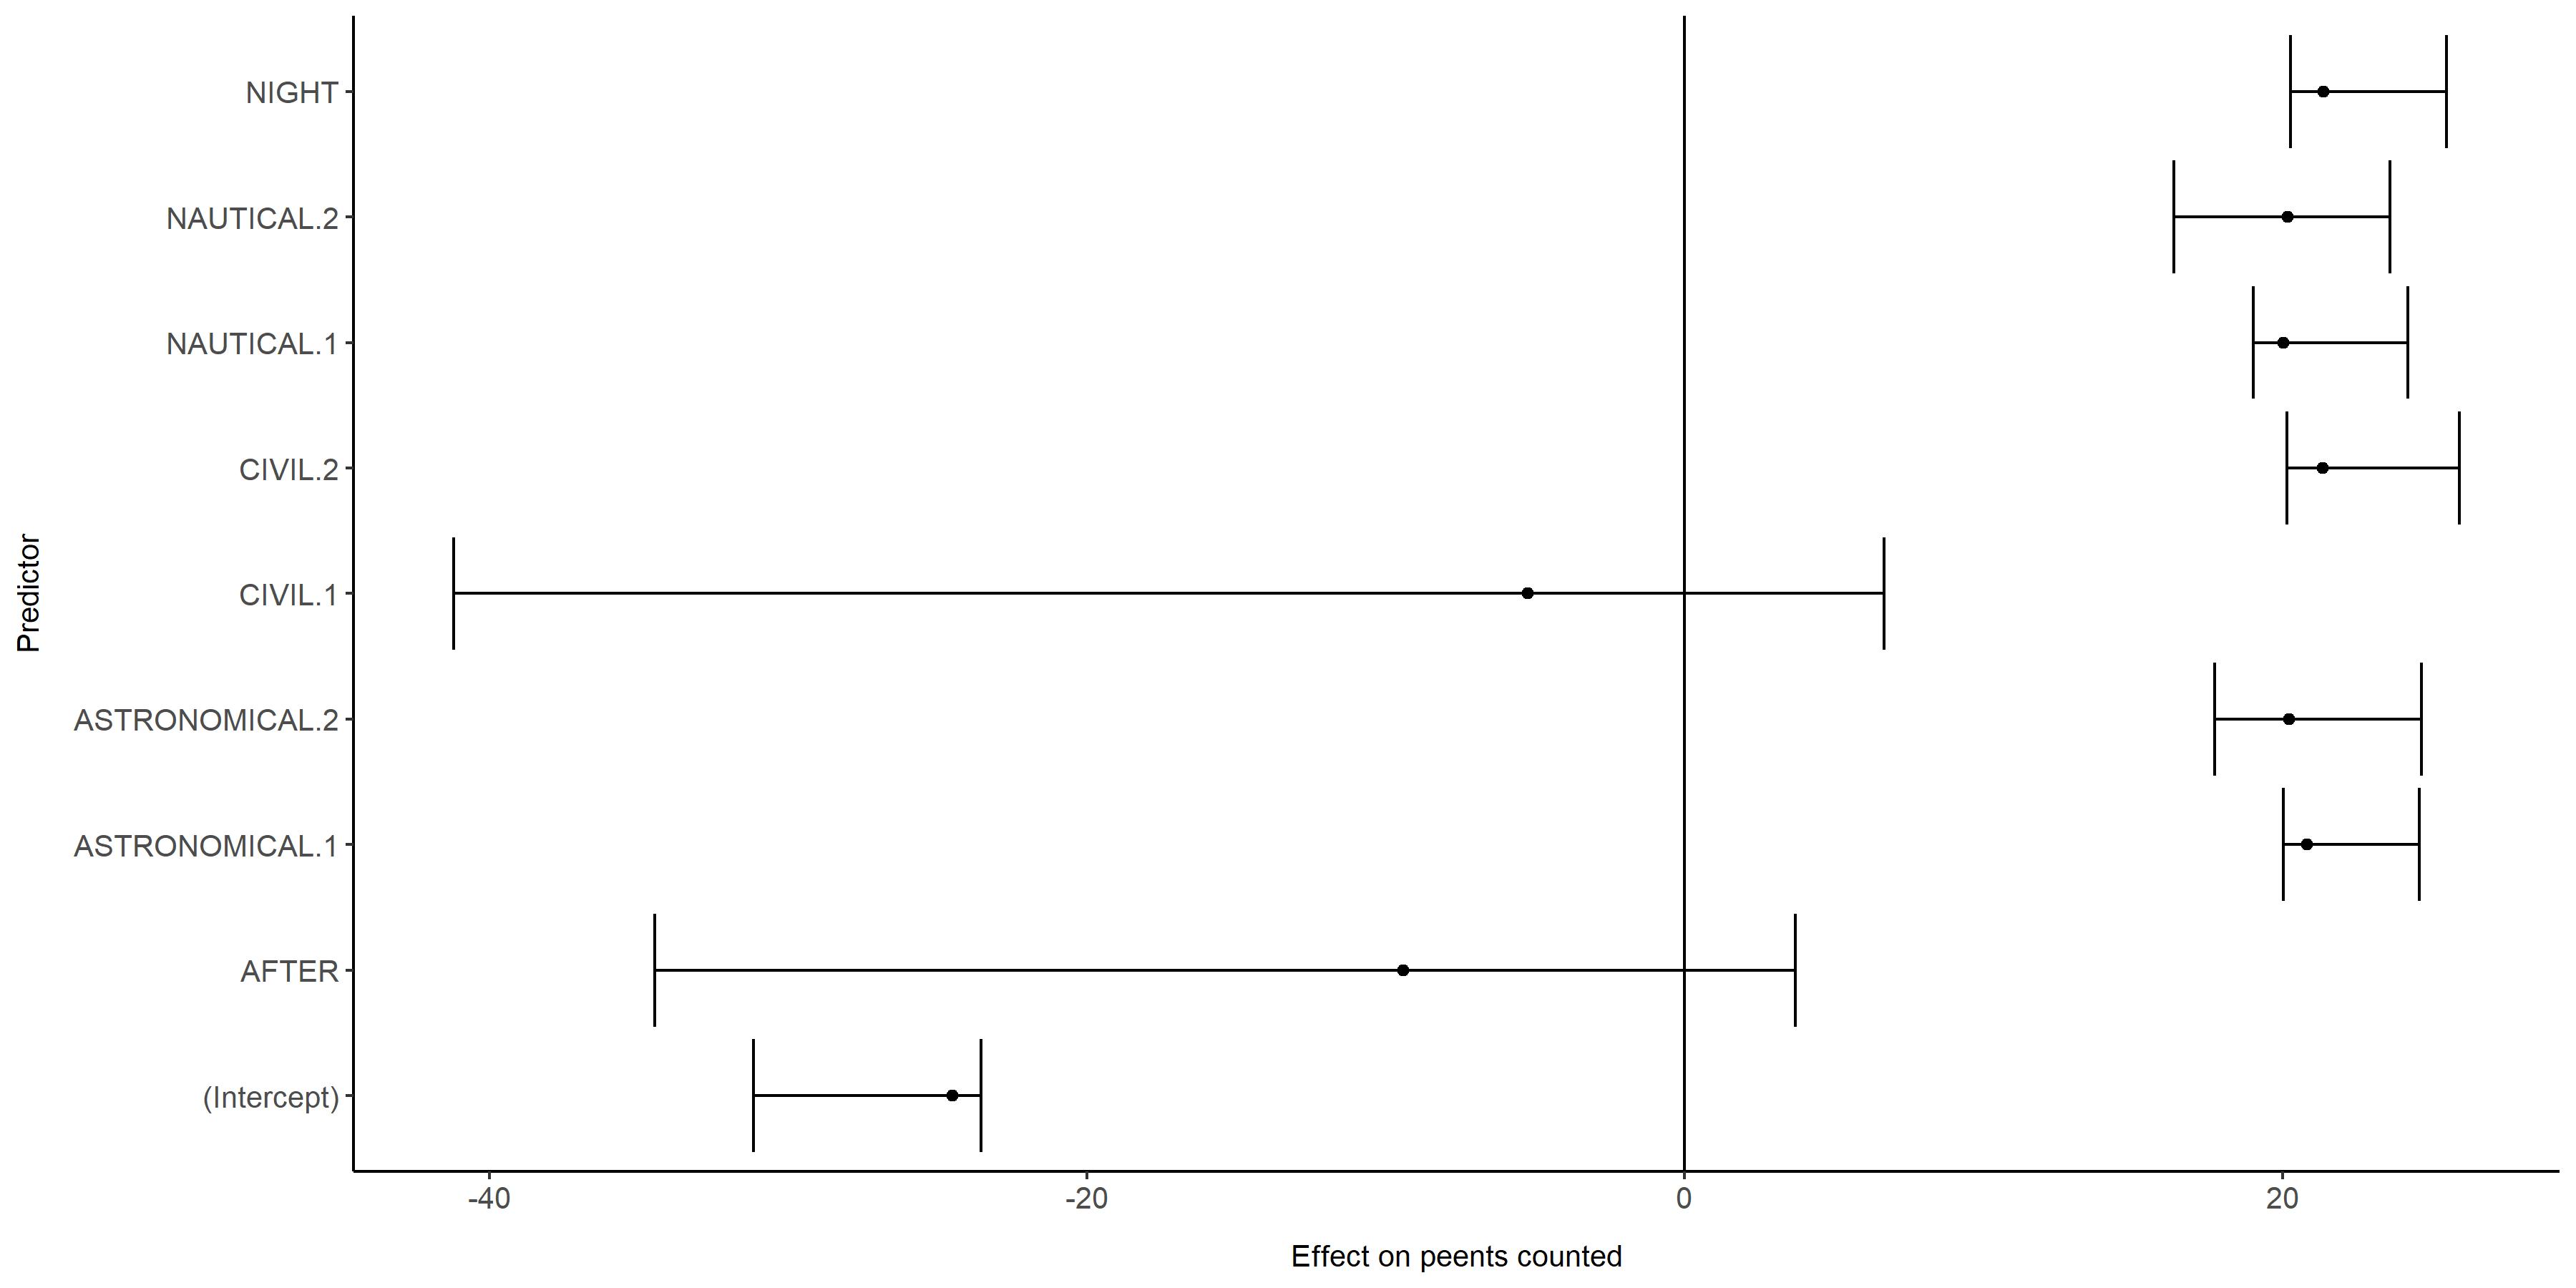 NIGHT
NAUTICAL.2
NAUTICAL.1
CIVIL.2
CIVIL.1
ASTRONOMICAL.2
ASTRONOMICAL.1
AFTER
(Intercept)
Predictor
-40 -20 0 20
Effect on peents counted